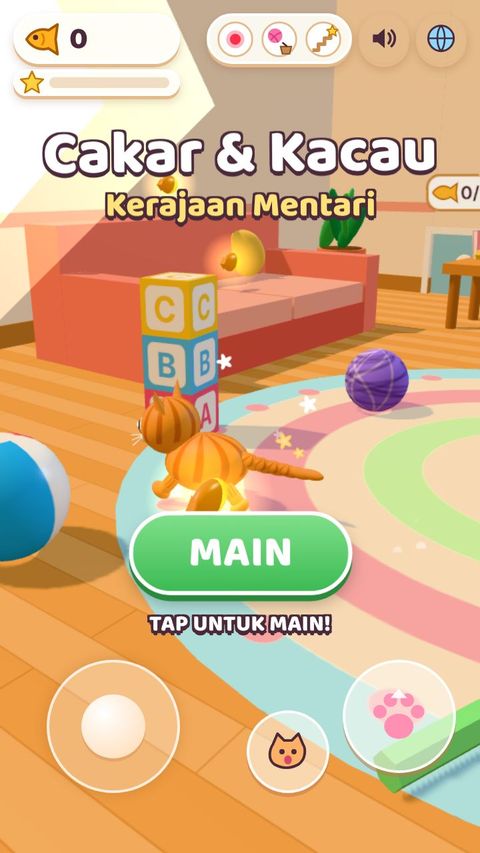 0
Cakar & Kacau
Kerajaan Mentari
0/
C C
B B
A
MAIN
TAP UNTUK MAIN!